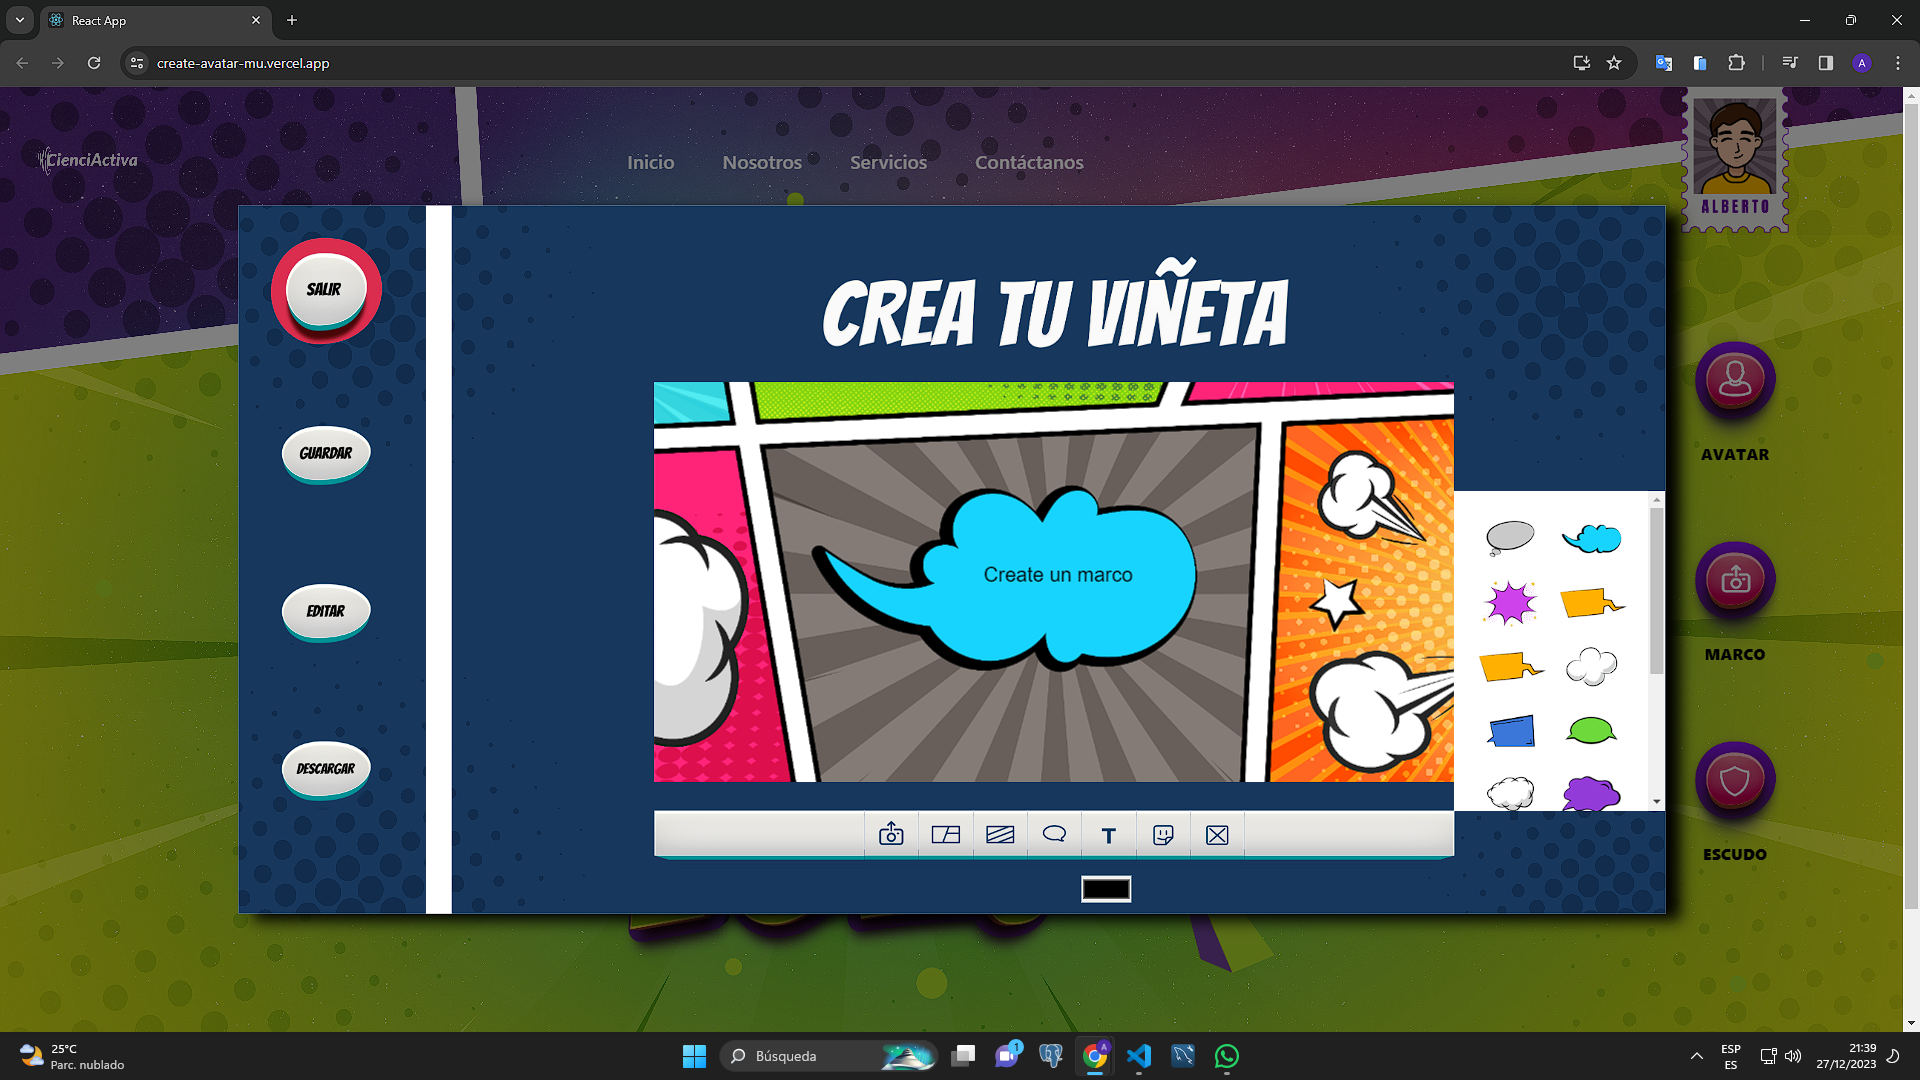 React App
create-avatar-mu.vercel.app
A
CienciActiva
Inicio
Nosotros
Servicios
Contáctanos
ALBERTO
SALIR
CREA TU VIÑETA
GUARDAR
AVATAR
Create un marco
EDITAR
MARCO
DESCARGAR
T
ESCUDO
25°C
Parc. nublado
Búsqueda
1
A
ESP
ES
21:39
27/12/2023